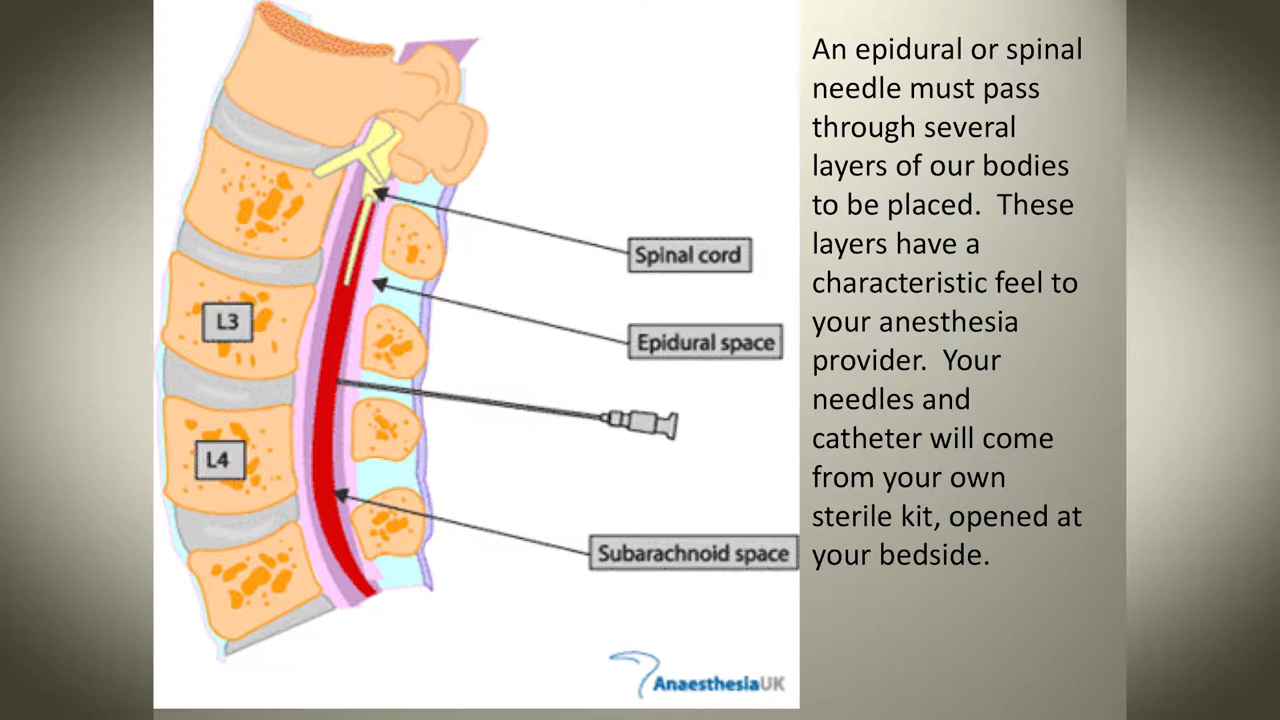 An epidural or spinal
needle must pass
through several
layers of our bodies
to be placed.  These
layers have a
characteristic feel to
your anesthesia
provider.  Your
needles and
catheter will come
from your own
sterile kit, opened at
your bedside.
Spinal cord
L3
Epidural space
L4
Subarachnoid space
AnaesthesiaUK